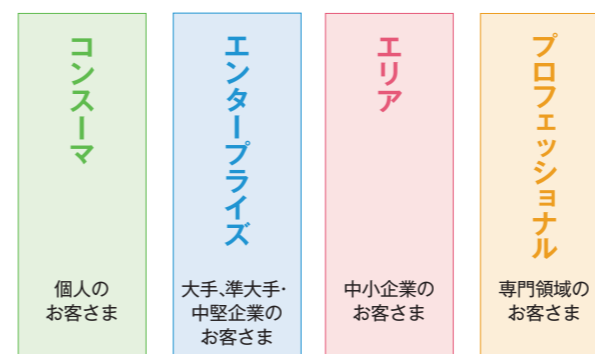 コンスーマ
個人の
お客さま
エンタープライズ
大手、準大手・
中堅企業の
お客さま
エリア
中小企業の
お客さま
プロフェッショナル
専門領域の
お客さま